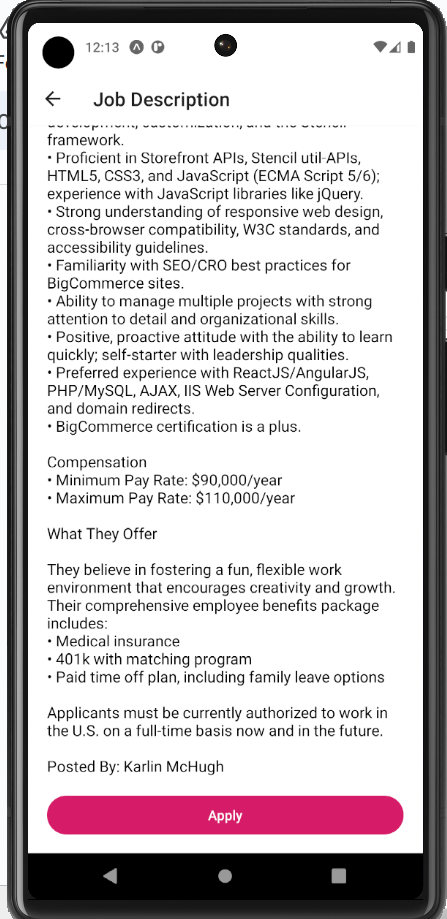 12:13
Job Description
development, customization, and the Stencil
framework.
• Proficient in Storefront APIs, Stencil util-APIs,
HTML5, CSS3, and JavaScript (ECMA Script 5/6);
experience with JavaScript libraries like jQuery.
• Strong understanding of responsive web design,
cross-browser compatibility, W3C standards, and
accessibility guidelines.
• Familiarity with SEO/CRO best practices for
BigCommerce sites.
• Ability to manage multiple projects with strong
attention to detail and organizational skills.
• Positive, proactive attitude with the ability to learn
quickly; self-starter with leadership qualities.
• Preferred experience with ReactJS/AngularJS,
PHP/MySQL, AJAX, IIS Web Server Configuration,
and domain redirects.
• BigCommerce certification is a plus.
Compensation
• Minimum Pay Rate: $90,000/year
• Maximum Pay Rate: $110,000/year
What They Offer
They believe in fostering a fun, flexible work
environment that encourages creativity and growth.
Their comprehensive employee benefits package
includes:
• Medical insurance
• 401k with matching program
• Paid time off plan, including family leave options
Applicants must be currently authorized to work in
the U.S. on a full-time basis now and in the future.
Posted By: Karlin McHugh
Apply